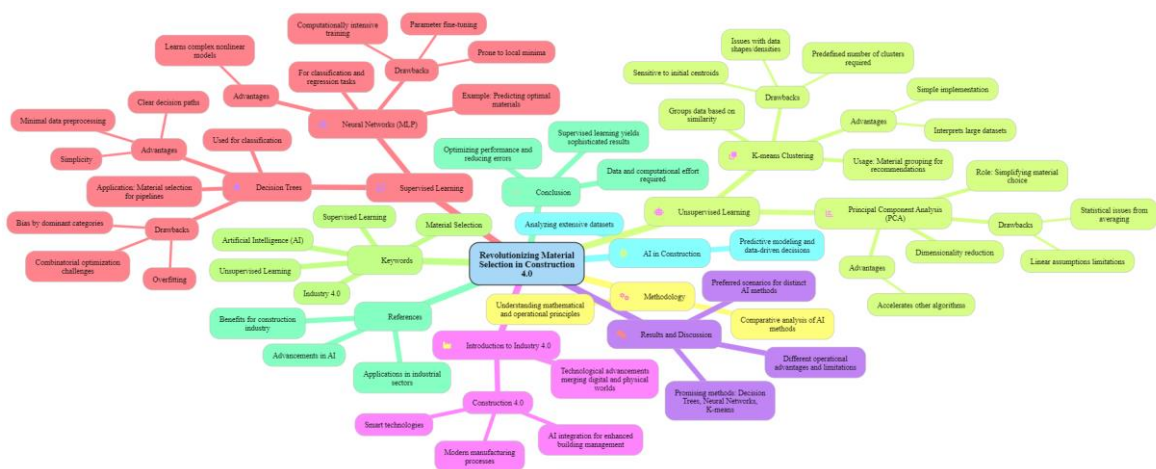 Computationally intensive
training
Parameter fine-tuning
Learns complex nonlinear
models
Drawbacks
Prone to local minima
For classification and
regression tasks
Advantages
Example: Predicting optimal
materials
Neural Networks (MLP)
Clear decision paths
Minimal data preprocessing
Used for classification
Advantages
Simplicity
Application: Material selection
for pipelines
Decision Trees
Supervised Learning
Bias by dominant categories
Drawbacks
Combinatorial optimization
challenges
Overfitting
Issues with data
shapes/densities
Predefined number of clusters
required
Sensitive to initial centroids
Drawbacks
Simple implementation
Groups data based on
similarity
Advantages
Interprets large datasets
K-means Clustering
Usage: Material grouping for
recommendations
Role: Simplifying material
choice
Unsupervised Learning
Principal Component Analysis
(PCA)
Statistical issues from
averaging
Drawbacks
Dimensionality reduction
Linear assumptions limitations
Advantages
Accelerates other algorithms
Supervised learning yields
sophisticated results
Optimizing performance and
reducing errors
Conclusion
Data and computational effort
required
Supervised Learning
Material Selection
Artificial Intelligence (AI)
Keywords
Unsupervised Learning
Industry 4.0
Revolutionizing Material
Selection in Construction
4.0
Analyzing extensive datasets
AI in Construction
Predictive modeling and
data-driven decisions
Understanding mathematical
and operational principles
Methodology
Comparative analysis of AI
methods
Preferred scenarios for distinct
AI methods
Results and Discussion
Different operational
advantages and limitations
Promising methods: Decision
Trees, Neural Networks,
K-means
References
Benefits for construction
industry
Advancements in AI
Applications in industrial
sectors
Introduction to Industry 4.0
Technological advancements
merging digital and physical
worlds
Construction 4.0
Smart technologies
Modern manufacturing
processes
AI integration for enhanced
building management